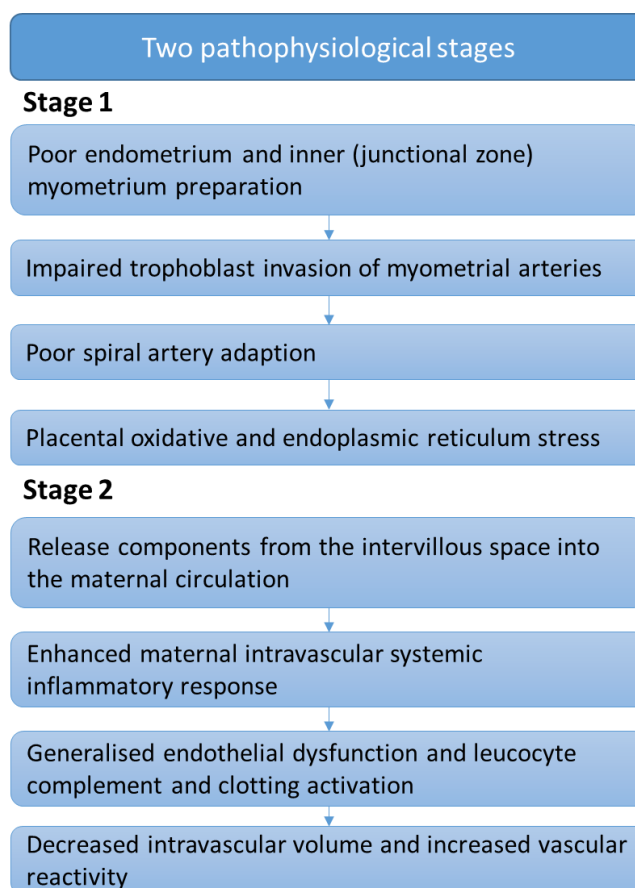 Two pathophysiological stages
Stage 1
Poor endometrium and inner (junctional zone)
myometrium preparation
Impaired trophoblast invasion of myometrial arteries
Poor spiral artery adaption
Placental oxidative and endoplasmic reticulum stress
Stage 2
Release components from the intervillous space into
the maternal circulation
Enhanced maternal intravascular systemic
inflammatory response
Generalised endothelial dysfunction and leucocyte
complement and clotting activation
Decreased intravascular volume and increased vascular
reactivity